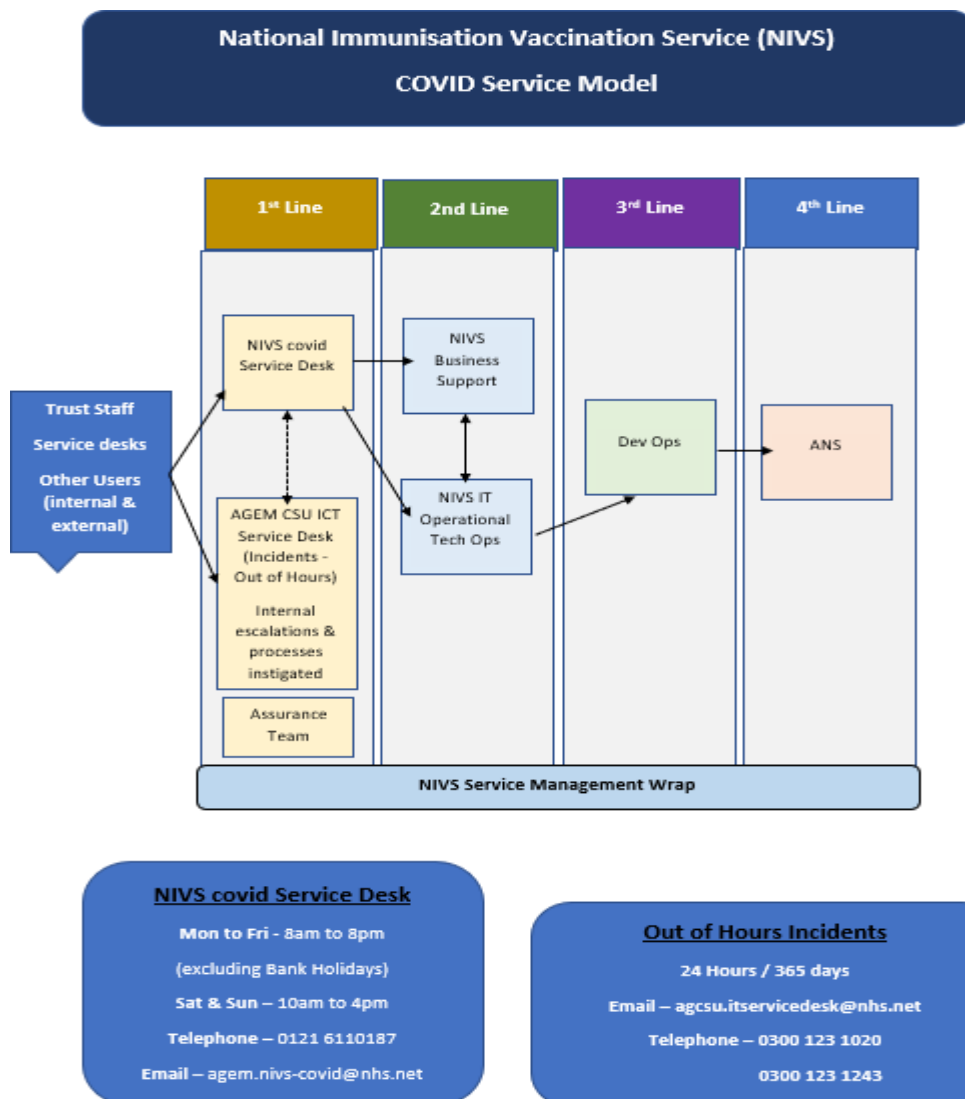 National Immunisation Vaccination Service (NIVS)
COVID Service Model
1st Line
2nd Line
3rd Line
4th Line
Trust Staff
Service desks
Other Users
(internal &
external)
NIVS covid
Service Desk
AGEM CSU ICT
Service Desk
(Incidents -
Out of Hours)
Internal
escalations &
processes
instigated
Assurance
Team
NIVS
Business
Support
NIVS IT
Operational
Tech Ops
Dev Ops
ANS
NIVS Service Management Wrap
NIVS covid Service Desk
Mon to Fri - 8am to 8pm
(excluding Bank Holidays)
Sat & Sun – 10am to 4pm
Telephone – 0121 6110187
Email – agem.nivs-covid@nhs.net
Out of Hours Incidents
24 Hours / 365 days
Email – agcsu.itservicedesk@nhs.net
Telephone – 0300 123 1020
0300 123 1243